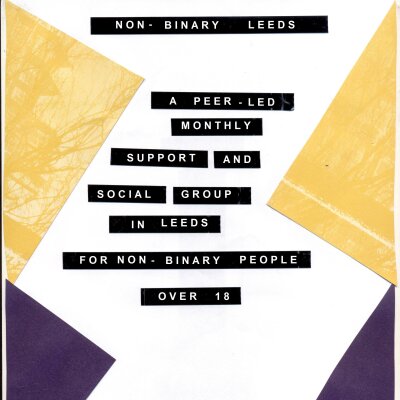 NON- BINARY LEEDS
A PEER-LED
MONTHLY
SUPPORT AND
SOCIAL GROUP
IN LEEDS
FOR NON- BINARY PEOPLE
OVER 18